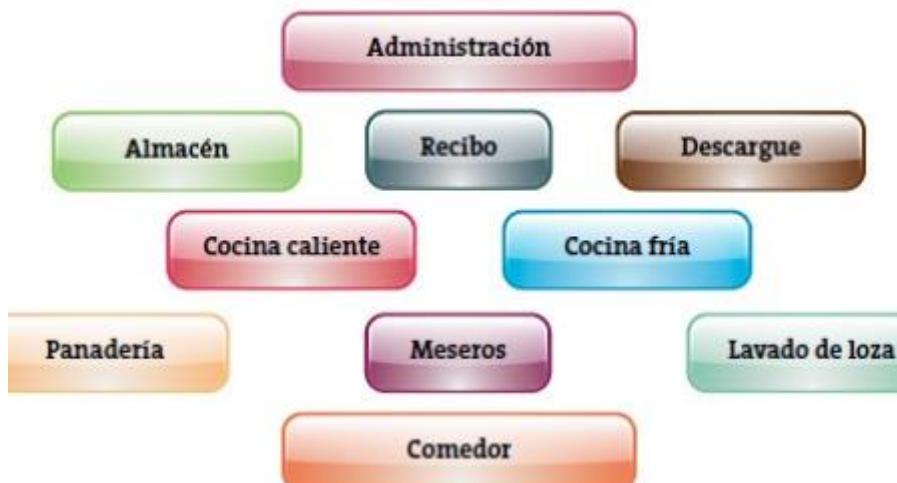 Administración
Almacén
Recibo
Descargue
Cocina caliente
Cocina fría
Panadería
Meseros
Lavado de loza
Comedor